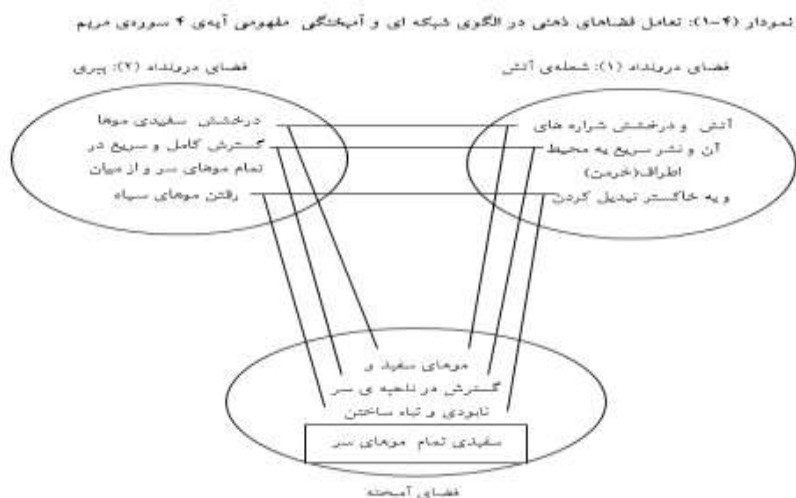 نمودار (۴-۱): تعامل فضاهای ذهنی در الگوی شبکه ای و آمیختگی مفهومی آیه‌ی ۴ سوره‌ی مریم
فضای درونداد (۱): شعله‌ی آتش
فضای درونداد (۲): پیری
آتش و درخشش شراره های
آن و نشر سریع به محیط
اطراف(خرمن)
و به خاکستر تبدیل کردن
درخشش سفیدی موها
گسترش کامل و سریع در
تمام موهای سر و از میان
رفتن موهای سیاه
موهای سفید و
گسترش در ناحیه ی سر
نابودی و تباه ساختن
سفیدی تمام موهای سر
فضای آمیخته